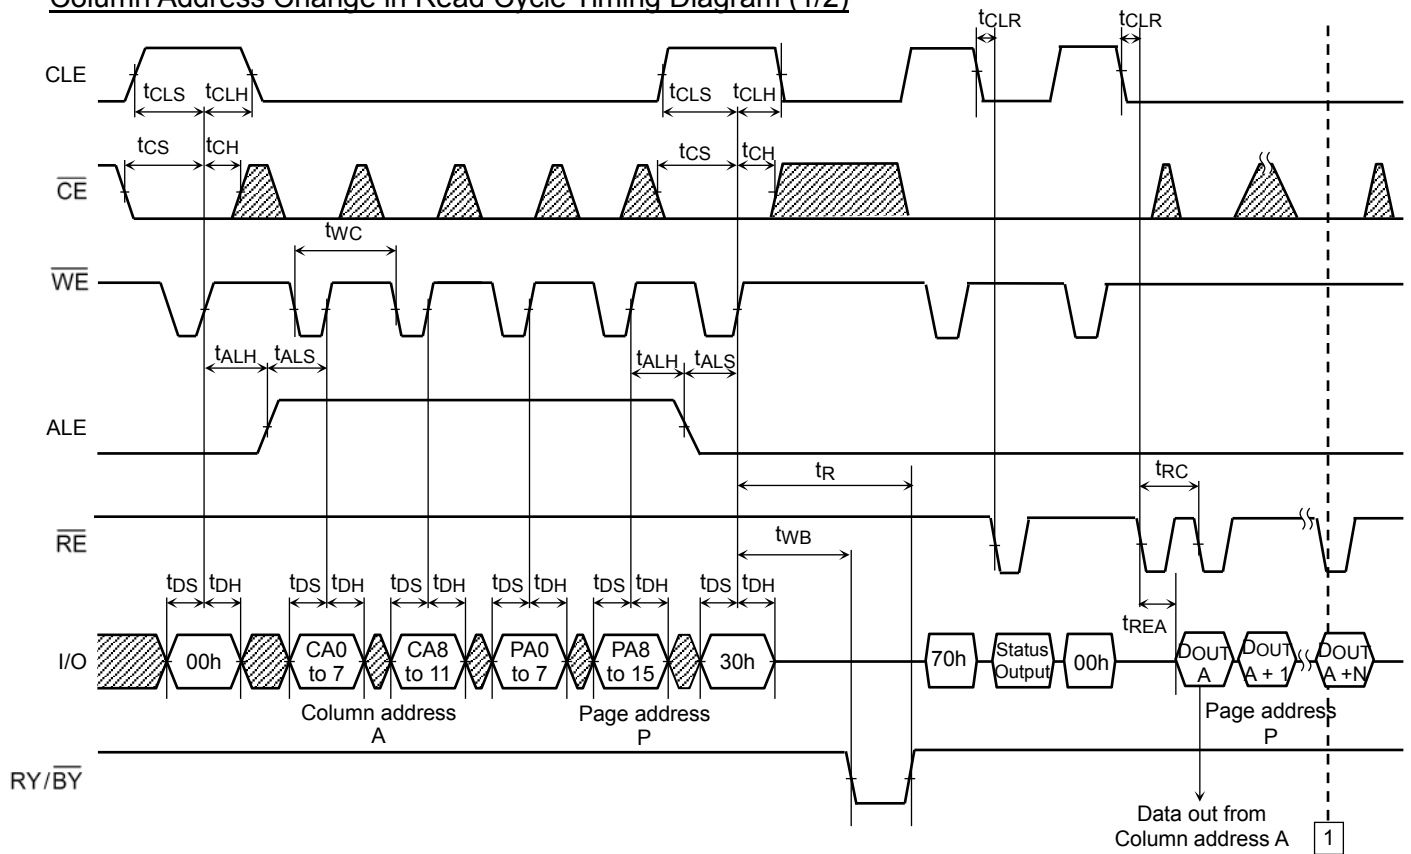 Column Address Change in Read Cycle Timing Diagram (1/2)
tCLR tCLR
CLE
tCLS tCLH tCLS tCLH
tCS tCH tCS tCH
CE
tWC
WE
tALH tALS tALH tALS
ALE
tR
tRC
RE
tWB
tDS tDH tDS tDH tDS tDH tDS tDH tDS tDH tDS tDH
tREA
I/O
00h
CA0
to 7
CA8
to 11
PA0
to 7
PA8
to 15
30h
70h
Status
Output
00h
DOUT
A
DOUT
A + 1
DOUT
A +N
Column address
A
Page address
P
Page address
P
RY/BY
Data out from
Column address A
1